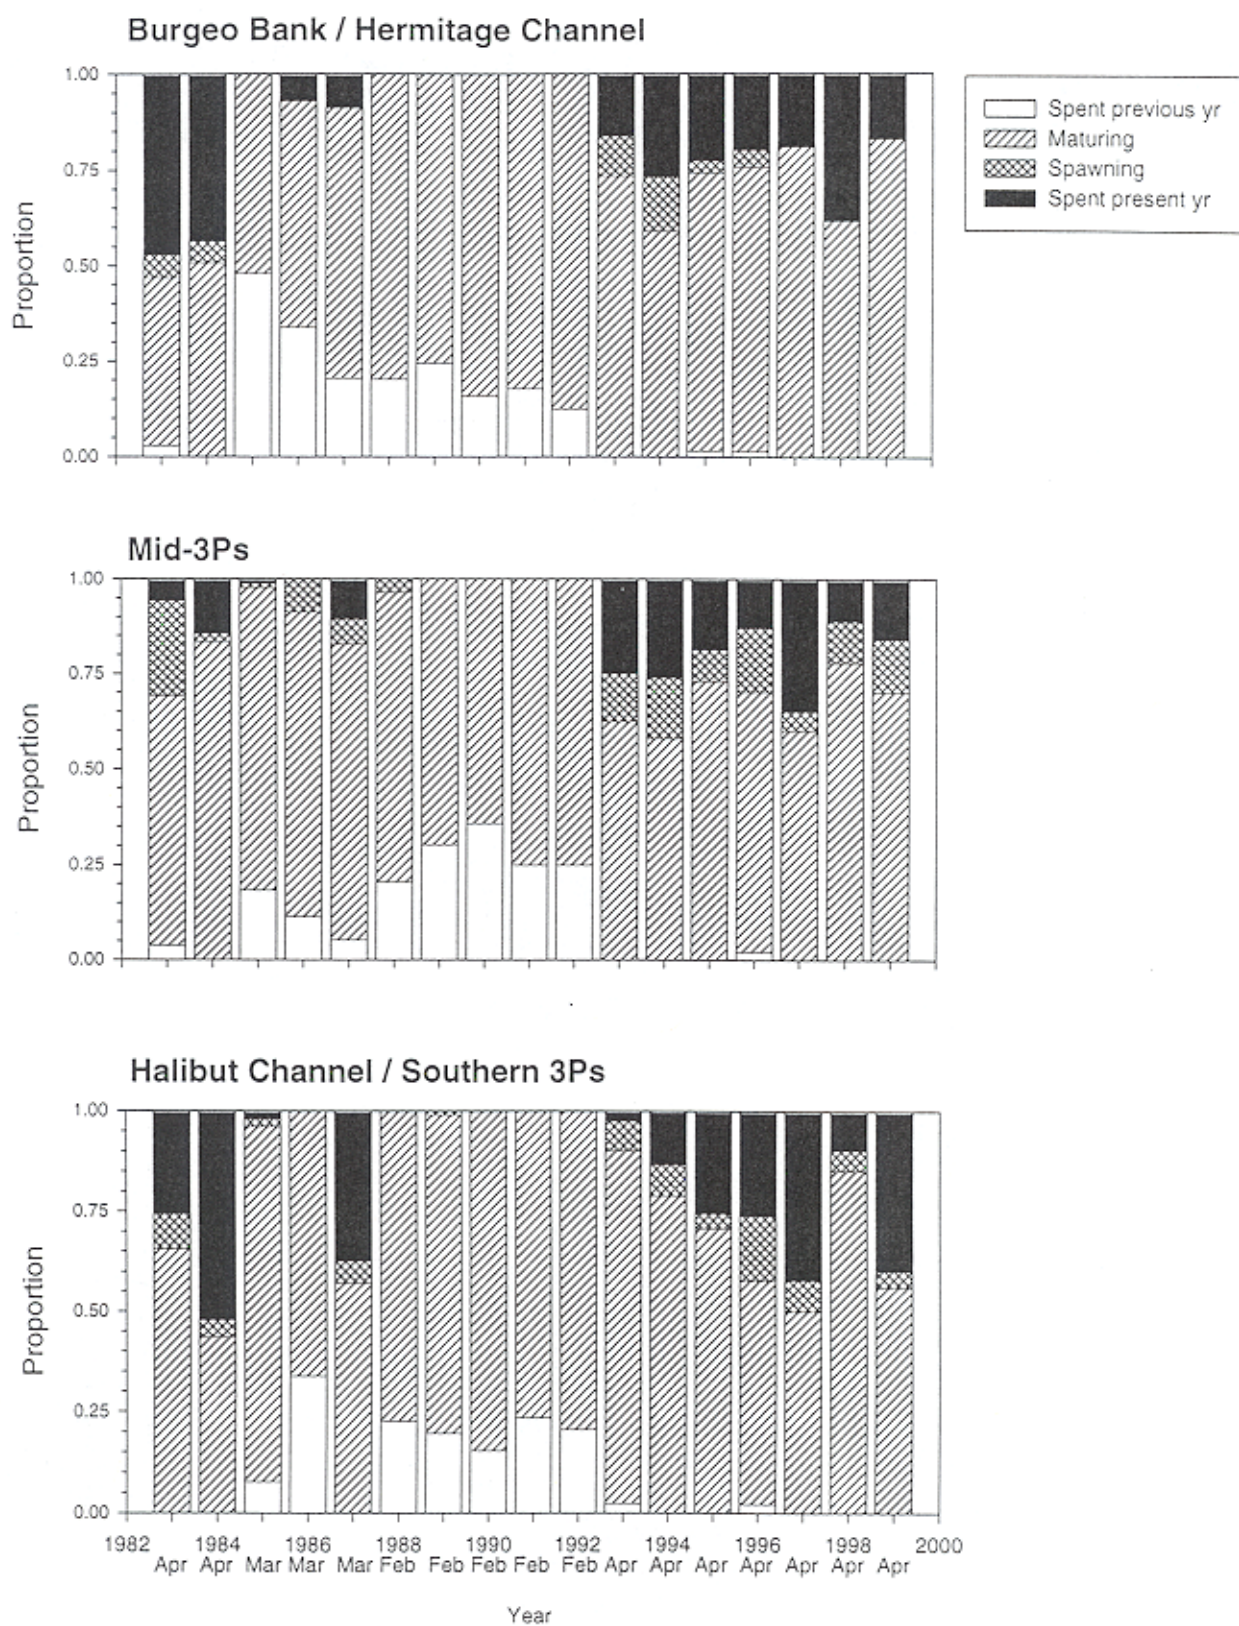 Burgeo Bank / Hermitage Channel
1.00
0.75
0.50
0.25
0.00
Proportion
Spent previous yr
Maturing
Spawning
Spent present yr
Mid-3Ps
1.00
0.75
0.50
0.25
0.00
Proportion
Halibut Channel / Southern 3Ps
1.00
0.75
0.50
0.25
0.00
Proportion
1982 1984 1986 1988 1990 1992 1994 1996 1998 2000
Apr Apr Mar Mar Mar Feb Feb Feb Feb Feb Apr Apr Apr Apr Apr Apr Apr
Year